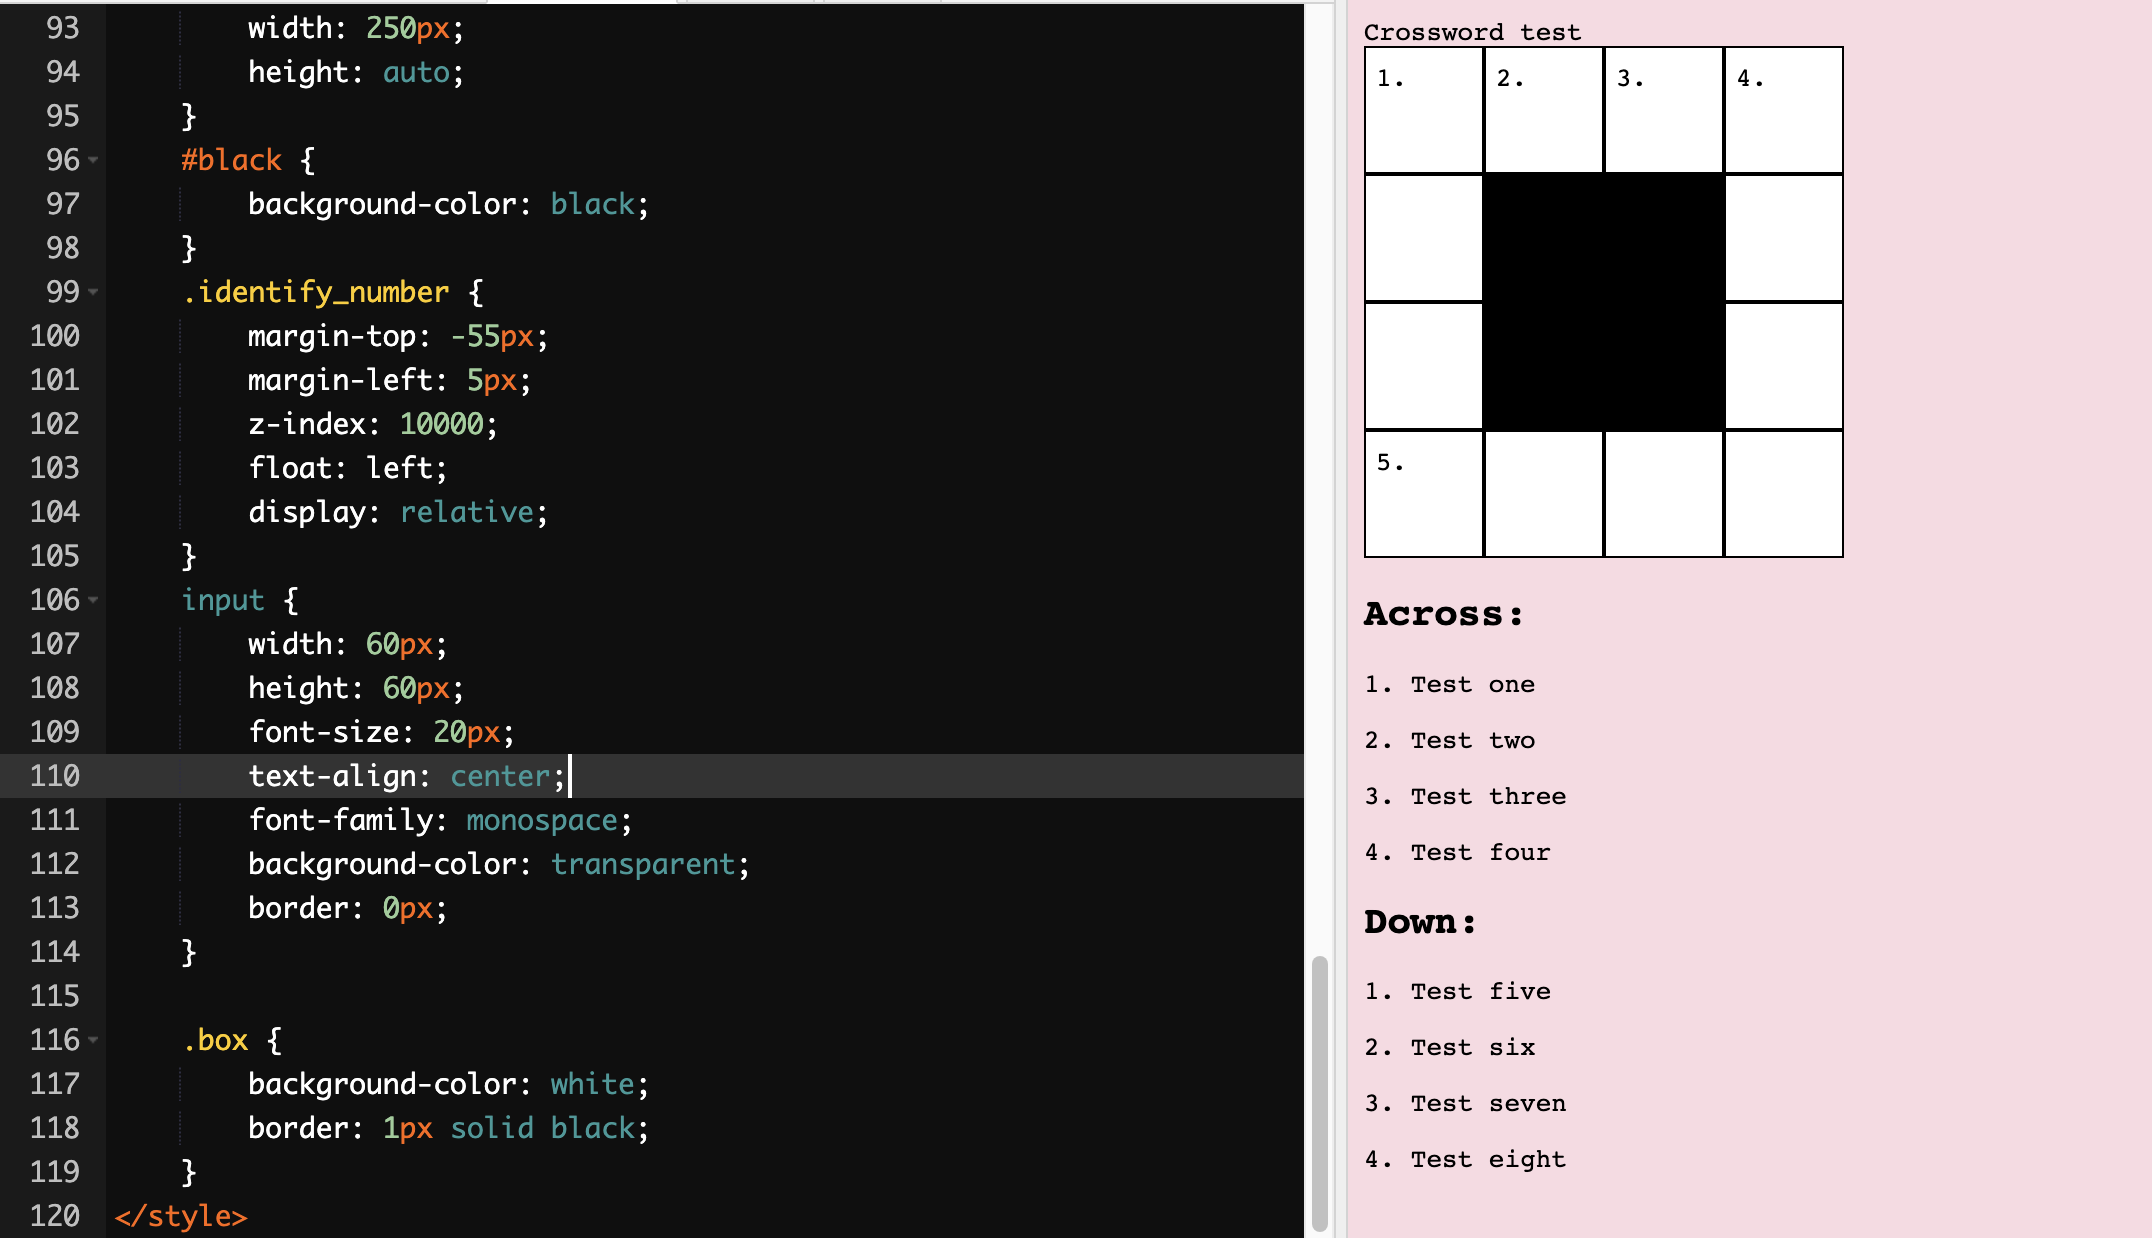 93 width: 250px;
94 height: auto;
95 }
96 #black {
97 background-color: black;
98 }
99 .identify_number {
100 margin-top: -55px;
101 margin-left: 5px;
102 z-index: 10000;
103 float: left;
104 display: relative;
105 }
106 input {
107 width: 60px;
108 height: 60px;
109 font-size: 20px;
110 text-align: center;
111 font-family: monospace;
112 background-color: transparent;
113 border: 0px;
114 }
115
116 .box {
117 background-color: white;
118 border: 1px solid black;
119 }
120 </style>
Crossword test
1. 2. 3. 4.
5.
Across:
1. Test one
2. Test two
3. Test three
4. Test four
Down:
1. Test five
2. Test six
3. Test seven
4. Test eight